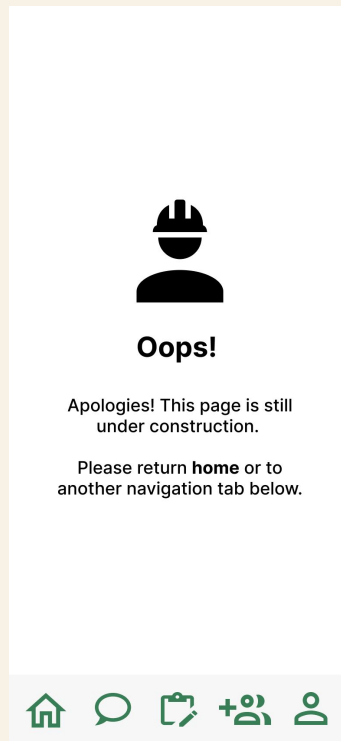 Oops!
Apologies! This page is still
under construction.
Please return home or to
another navigation tab below.